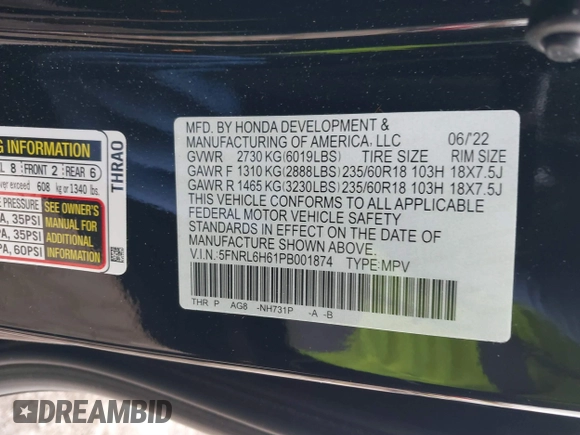 G INFORMATION
L 8 FRONT 2 REAR 6
ver exceed 608 kg or 1340 lbs.
E PRESSURE SEE OWNER'S
A, 35PSI MANUAL FOR
PA, 35PSI ADDITIONAL
PA, 60PSI INFORMATION
THRA0
MFD. BY HONDA DEVELOPMENT &
MANUFACTURING OF AMERICA, LLC 06/'22
GVWR 2730 KG (6019LBS) TIRE SIZE RIM SIZE
GAWR F 1310 KG (2888LBS) 235/60R18 103H 18X7.5J
GAWR R 1465 KG (3230LBS) 235/60R18 103H 18X7.5J
THIS VEHICLE CONFORMS TO ALL APPLICABLE
FEDERAL MOTOR VEHICLE SAFETY
STANDARDS IN EFFECT ON THE DATE OF
MANUFACTURE SHOWN ABOVE.
V.I.N.:5FNRL6H61PB001874 TYPE:MPV
THR P AG8 -NH731P -A -B
DREAMBID